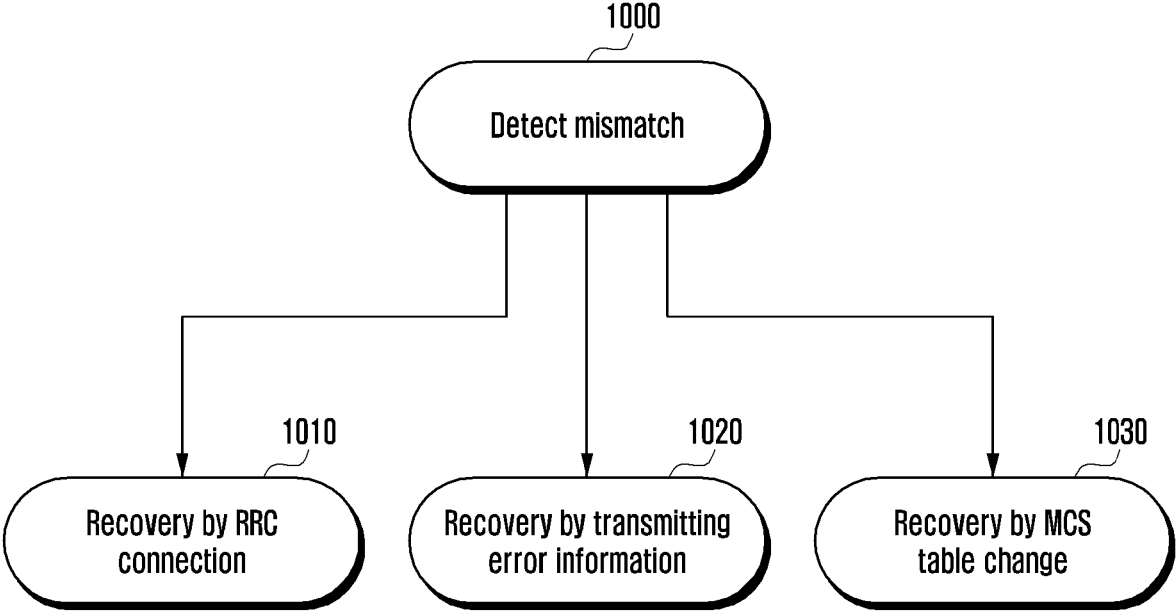 1000
Detect mismatch
1010
1020
1030
Recovery by RRC
connection
Recovery by transmitting
error information
Recovery by MCS
table change